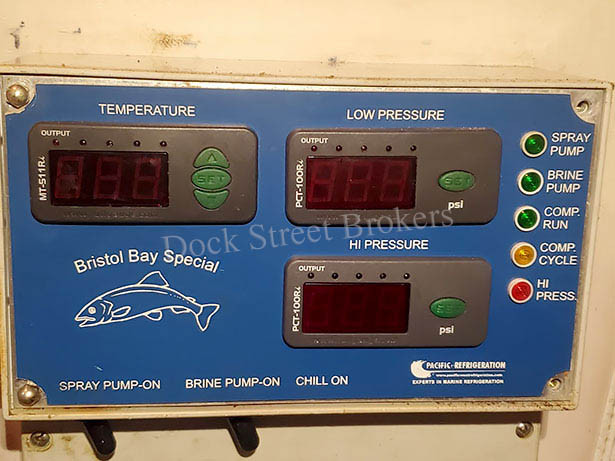 TEMPERATURE
LOW PRESSURE
OUTPUT
MT-511Ri
SET
OUTPUT
PCT-100Ri
SET
psi
SPRAY
PUMP
BRINE
PUMP
COMP.
RUN
COMP.
CYCLE
HI
PRESS.
Dock Street Brokers
HI PRESSURE
Bristol Bay Special
OUTPUT
PCT-100Ri
SET
psi
PACIFIC-REFRIGERATION
EXPERTS IN MARINE REFRIGERATION
SPRAY PUMP-ON BRINE PUMP-ON CHILL ON